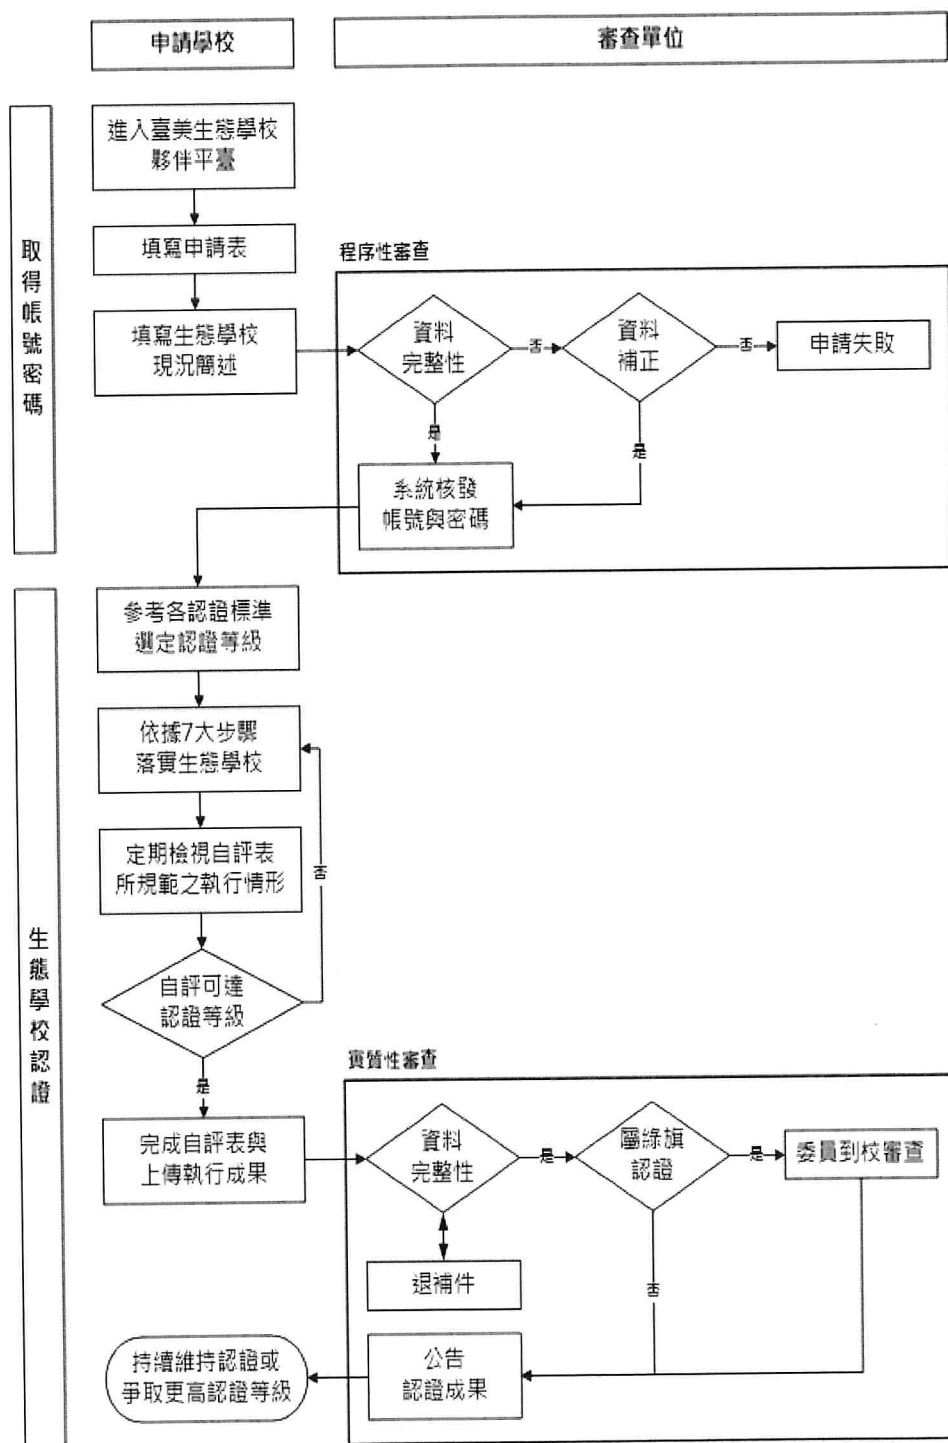 申請學校
審查單位
取得帳號密碼
進入臺美生態學校
夥伴平臺
填寫申請表
填寫生態學校
現況簡述
程序性審查
資料
完整性
否
資料
補正
否
申請失敗
是
是
系統核發
帳號與密碼
生態學校認證
參考各認證標準
選定認證等級
依據7大步驟
落實生態學校
定期檢視自評表
所規範之執行情形
否
自評可達
認證等級
是
完成自評表與
上傳執行成果
實質性審查
資料
完整性
是
屬綠旗
認證
是
委員到校審查
退補件
否
公告
認證成果
持續維持認證或
爭取更高認證等級